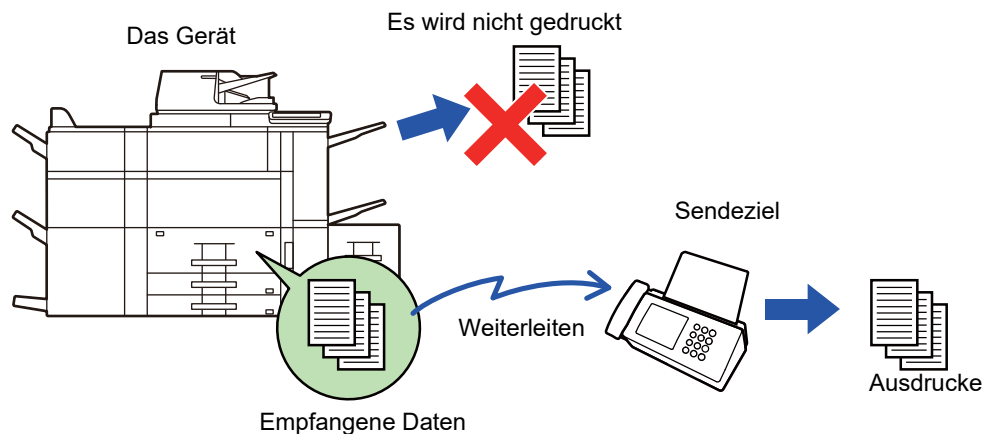 Es wird nicht gedruckt
Das Gerät
Sendeziel
Weiterleiten
Ausdrucke
Empfangene Daten